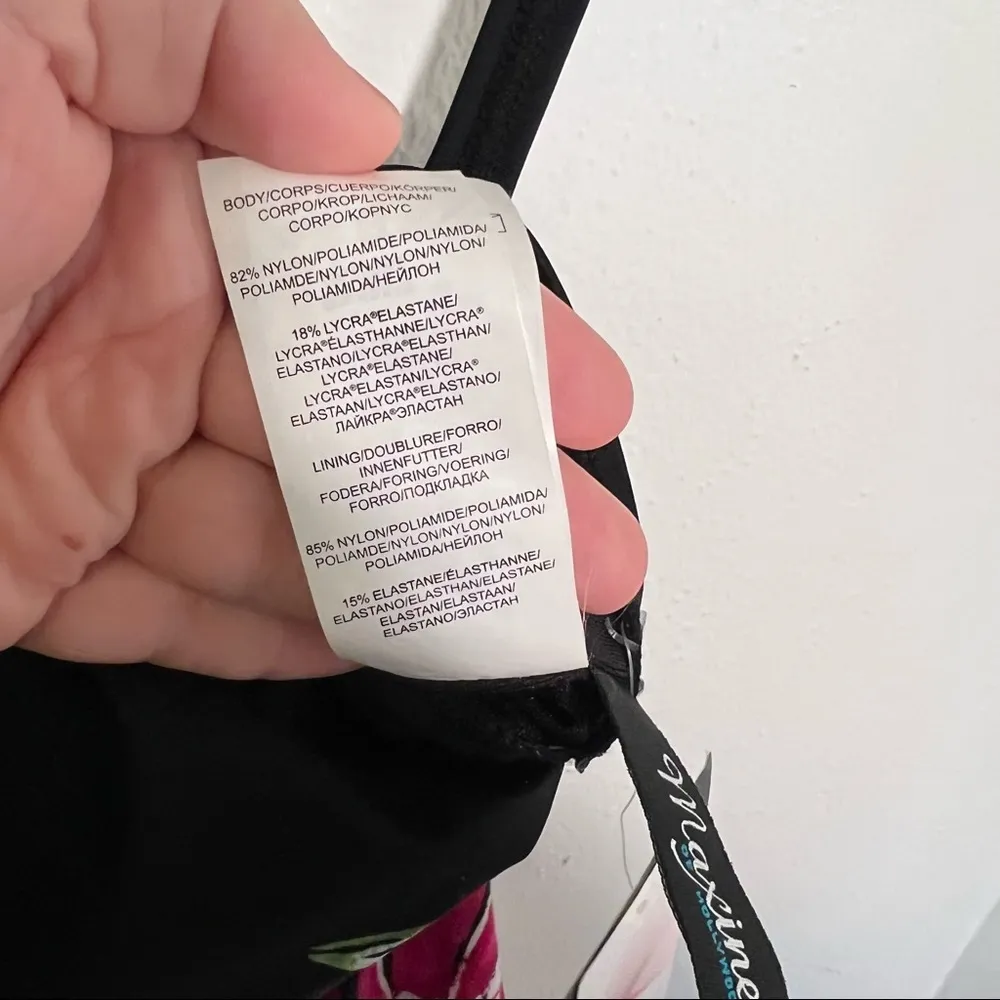 BODY/CORPS/CUERPO/KÖRPER/
CORPO/KROP/LICHAAM/
CORPO/КОРПУС
82% NYLON/POLIAMIDE/POLIAMIDA/
POLIAMDE/NYLON/NYLON/NYLON/
POLIAMIDA/НЕЙЛОН
18% LYCRA®ELASTANE/
LYCRA®ÉLASTHANNE/LYCRA®
ELASTANO/LYCRA®ELASTHAN/
LYCRA®ELASTANE/
LYCRA®ELASTAN/LYCRA®
ELASTAAN/LYCRA®ELASTANO/
ЛАЙКРА®ЭЛАСТАН
LINING/DOUBLURE/FORRO/
INNENFUTTER/
FODERA/FORING/VOERING/
FORRO/ПОДКЛАДКА
85% NYLON/POLIAMIDE/POLIAMIDA/
POLIAMDE/NYLON/NYLON/NYLON/
POLIAMIDA/НЕЙЛОН
15% ELASTANE/ÉLASTHANNE/
ELASTANO/ELASTHAN/ELASTANE/
ELASTAN/ELASTAAN/
ELASTANO/ЭЛАСТАН
Maxine
OF HOLLYWOO